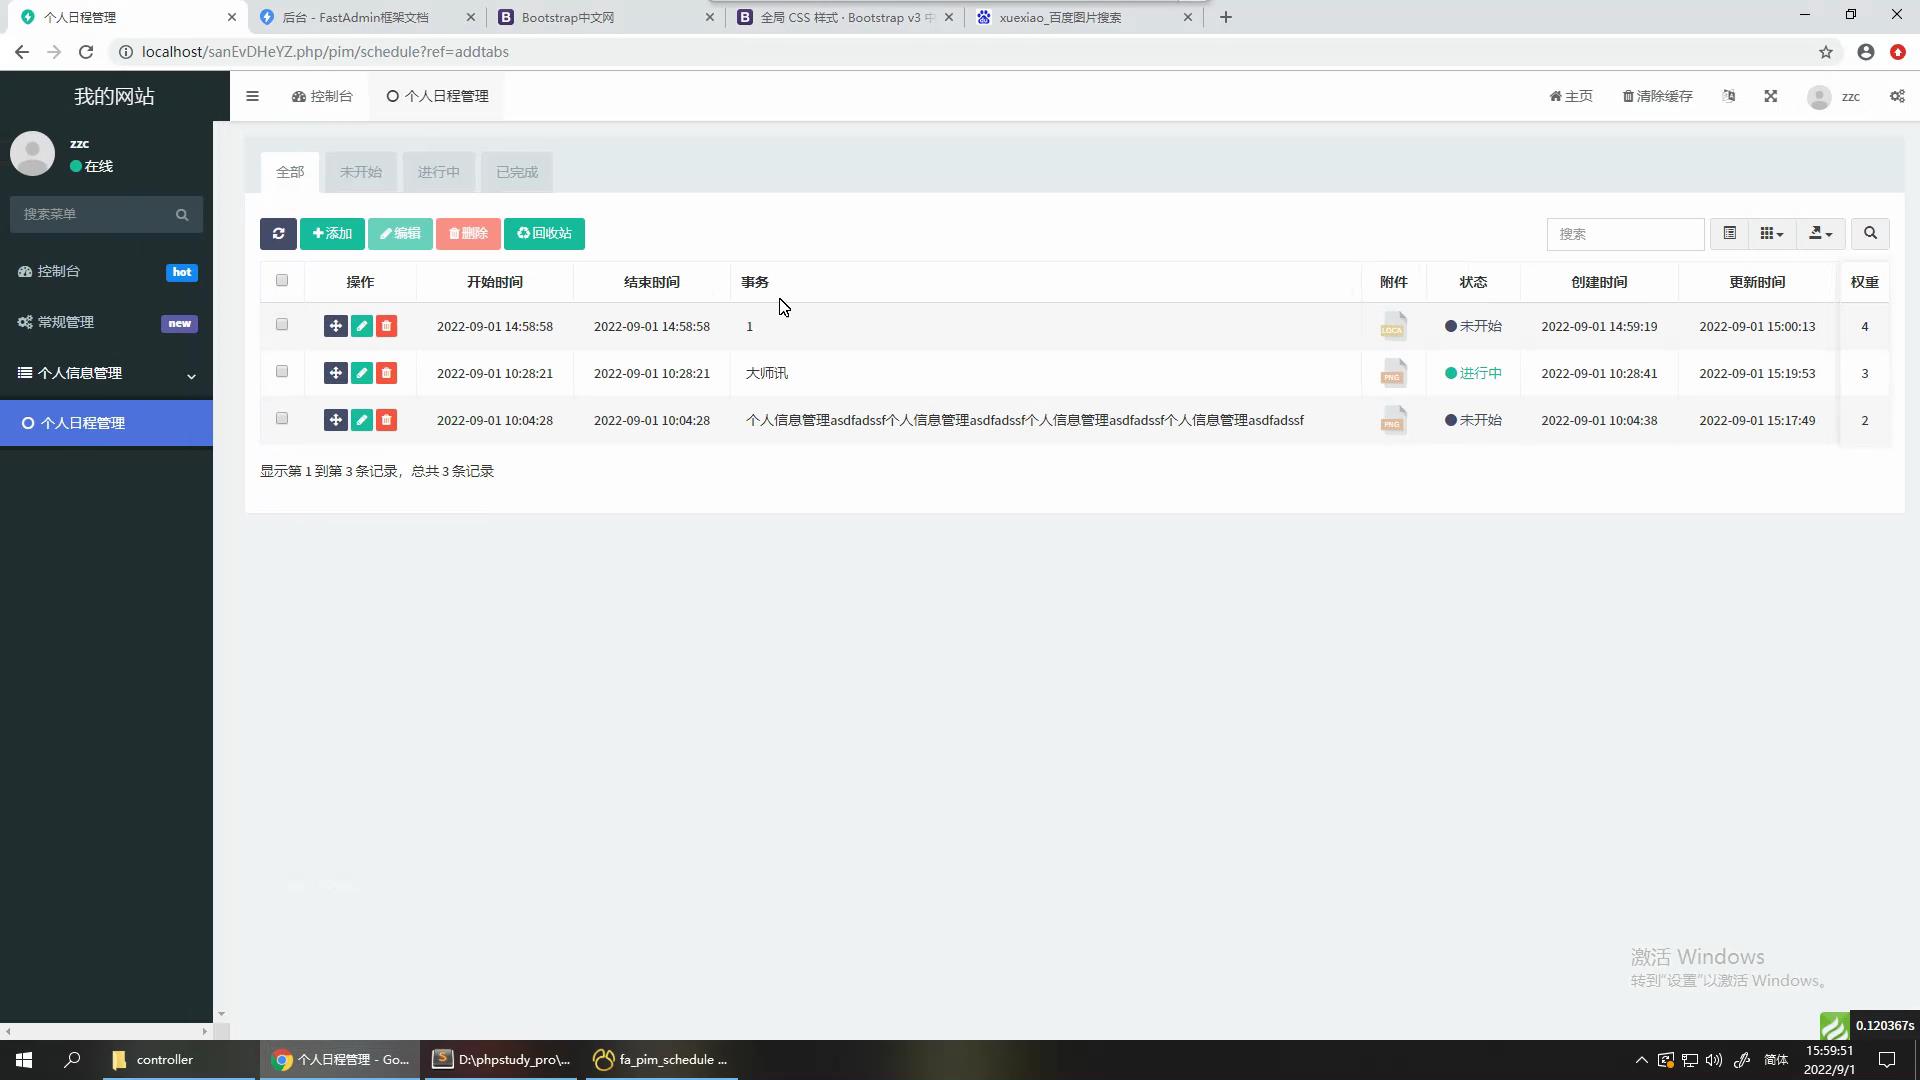 个人日程管理
后台 - FastAdmin框架文档
Bootstrap中文网
全局 CSS 样式 · Bootstrap v3 中
xuexiao_百度图片搜索
localhost/sanEvDHeYZ.php/pim/schedule?ref=addtabs
我的网站
控制台
个人日程管理
主页
清除缓存
zzc
zzc
在线
搜索菜单
控制台 hot
常规管理 new
个人信息管理
个人日程管理
全部 未开始 进行中 已完成
添加 编辑 删除 回收站
搜索
操作 开始时间 结束时间 事务 附件 状态 创建时间 更新时间 权重
2022-09-01 14:58:58 2022-09-01 14:58:58 1 LOCA 未开始 2022-09-01 14:59:19 2022-09-01 15:00:13 4
2022-09-01 10:28:21 2022-09-01 10:28:21 大师讯 PNG 进行中 2022-09-01 10:28:41 2022-09-01 15:19:53 3
2022-09-01 10:04:28 2022-09-01 10:04:28 个人信息管理asdfadssf个人信息管理asdfadssf个人信息管理asdfadssf个人信息管理asdfadssf PNG 未开始 2022-09-01 10:04:38 2022-09-01 15:17:49 2
显示第 1 到第 3 条记录，总共 3 条记录
激活 Windows
转到“设置”以激活 Windows。
0.120367s
controller
个人日程管理 - Go...
D:\phpstudy_pro\...
fa_pim_schedule ...
简体
15:59:51
2022/9/1